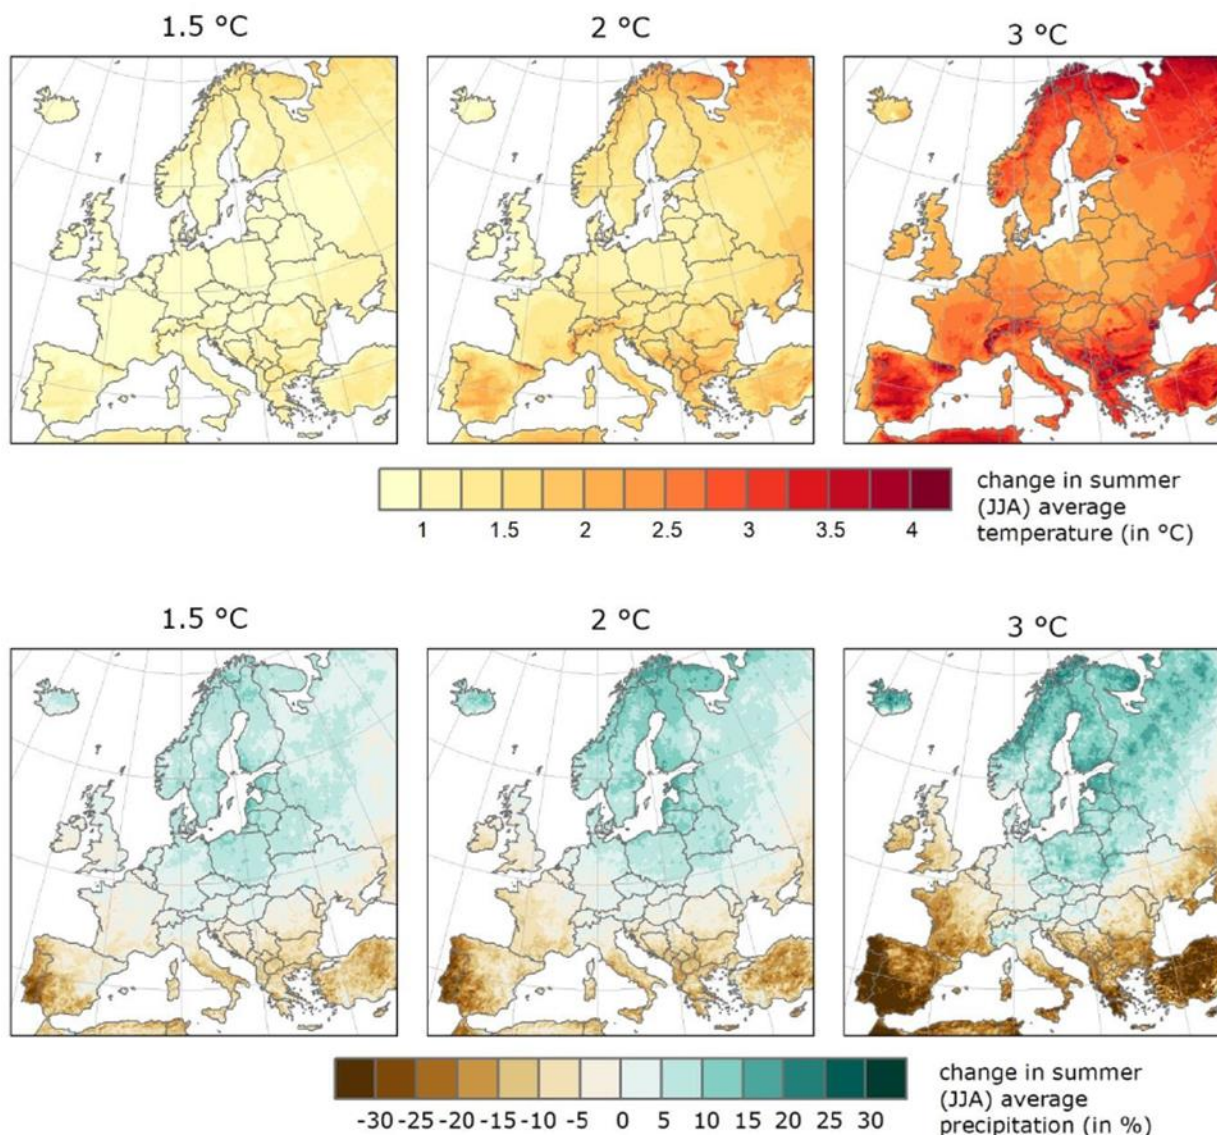 1.5 °C
2 °C
3 °C
1
1.5
2
2.5
3
3.5
4
change in summer
(JJA) average
temperature (in °C)
1.5 °C
2 °C
3 °C
-30 -25 -20 -15 -10 -5 0 5 10 15 20 25 30
change in summer
(JJA) average
precipitation (in %)